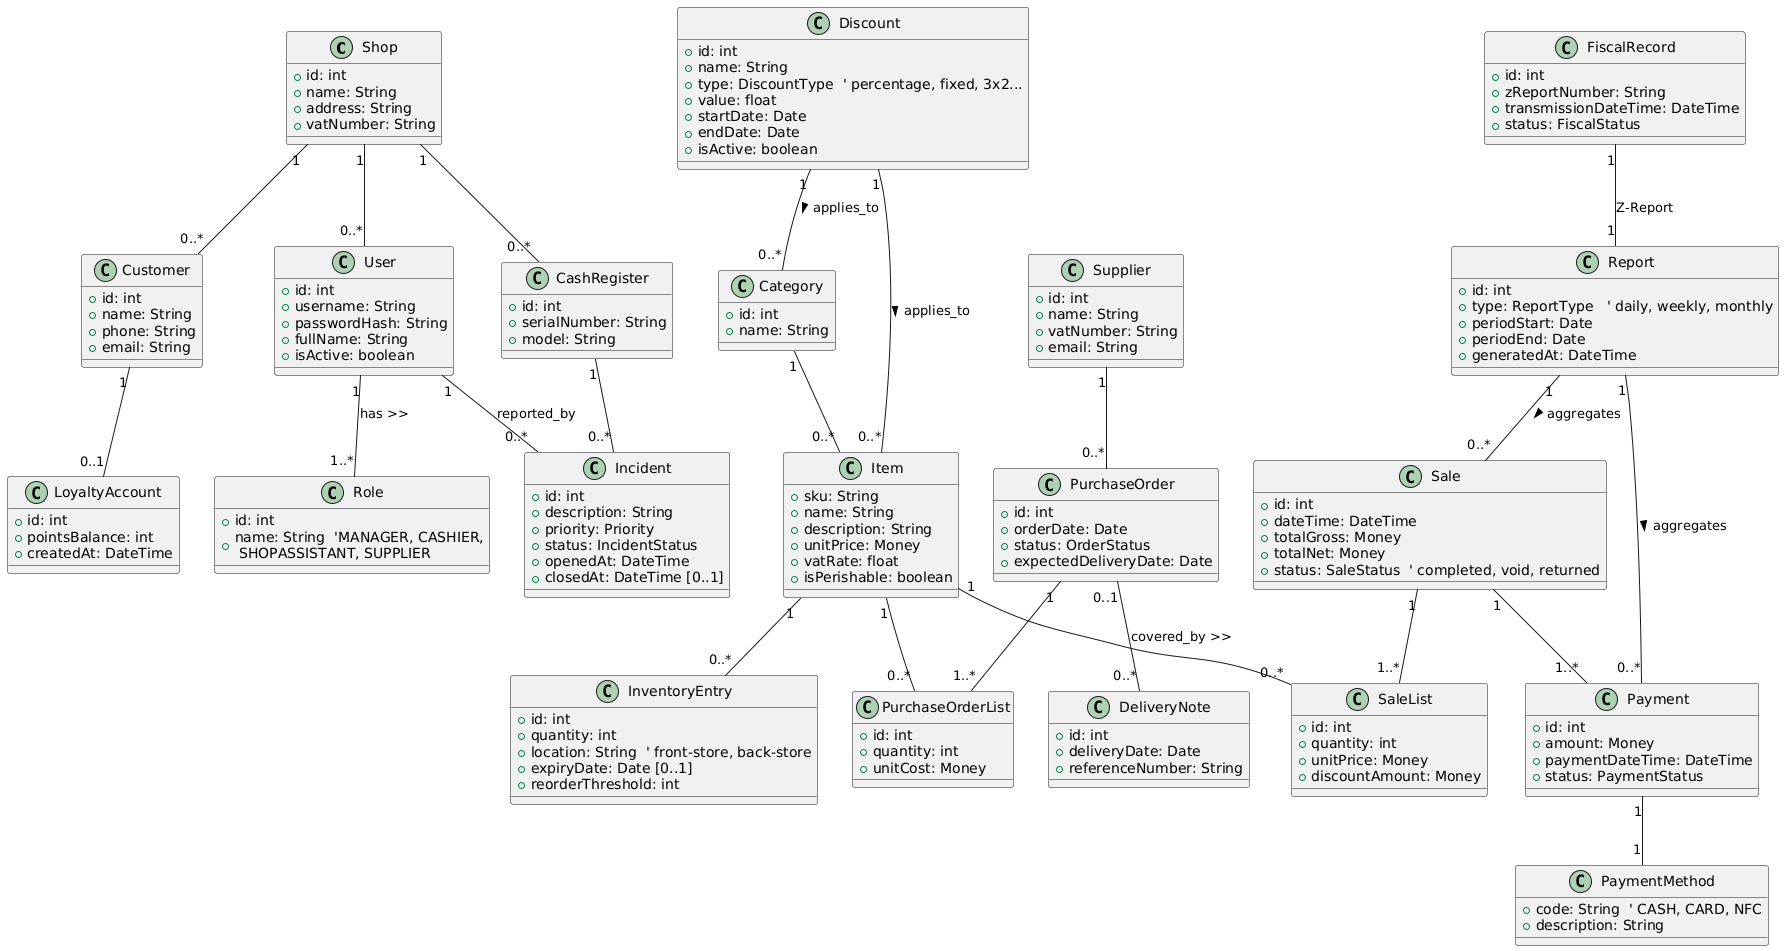 C Shop
id: int
name: String
address: String
vatNumber: String
C Discount
id: int
name: String
type: DiscountType ' percentage, fixed, 3x2...
value: float
startDate: Date
endDate: Date
isActive: boolean
C FiscalRecord
id: int
zReportNumber: String
transmissionDateTime: DateTime
status: FiscalStatus
1
1
1
1
1
1
applies_to
Z-Report
0..*
0..*
0..*
0..*
1
C Customer
id: int
name: String
phone: String
email: String
C User
id: int
username: String
passwordHash: String
fullName: String
isActive: boolean
C CashRegister
id: int
serialNumber: String
model: String
C Category
id: int
name: String
applies_to
C Supplier
id: int
name: String
vatNumber: String
email: String
C Report
id: int
type: ReportType ' daily, weekly, monthly
periodStart: Date
periodEnd: Date
generatedAt: DateTime
1
1
1
1
1
1
1
1
has >>
reported_by
aggregates
0..1
1..*
0..*
0..*
0..*
0..*
0..*
0..*
C LoyaltyAccount
id: int
pointsBalance: int
createdAt: DateTime
C Role
id: int
name: String 'MANAGER, CASHIER,
SHOPASSISTANT, SUPPLIER
C Incident
id: int
description: String
priority: Priority
status: IncidentStatus
openedAt: DateTime
closedAt: DateTime [0..1]
C Item
sku: String
name: String
description: String
unitPrice: Money
vatRate: float
isPerishable: boolean
C PurchaseOrder
id: int
orderDate: Date
status: OrderStatus
expectedDeliveryDate: Date
C Sale
id: int
dateTime: DateTime
totalGross: Money
totalNet: Money
status: SaleStatus ' completed, void, returned
aggregates
1
1
1
1
0..1
1
1
covered_by >>
0..*
0..*
1..*
0..*
0..*
1..*
1..*
0..*
C InventoryEntry
id: int
quantity: int
location: String ' front-store, back-store
expiryDate: Date [0..1]
reorderThreshold: int
C PurchaseOrderList
id: int
quantity: int
unitCost: Money
C DeliveryNote
id: int
deliveryDate: Date
referenceNumber: String
C SaleList
id: int
quantity: int
unitPrice: Money
discountAmount: Money
C Payment
id: int
amount: Money
paymentDateTime: DateTime
status: PaymentStatus
1
1
C PaymentMethod
code: String ' CASH, CARD, NFC
description: String